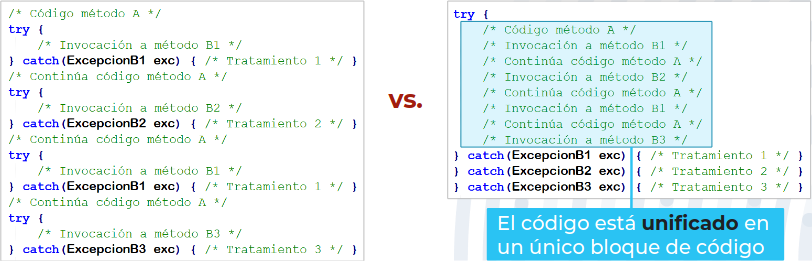 /* Código método A */
try {
/* Invocación a método B1 */
} catch(ExcepcionB1 exc) { /* Tratamiento 1 */ }
/* Continúa código método A */
try {
/* Invocación a método B2 */
} catch(ExcepcionB2 exc) { /* Tratamiento 2 */ }
/* Continúa código método A */
try {
/* Invocación a método B1 */
} catch(ExcepcionB1 exc) { /* Tratamiento 1 */ }
/* Continúa código método A */
try {
/* Invocación a método B3 */
} catch(ExcepcionB3 exc) { /* Tratamiento 3 */ }
vs.
try {
/* Código método A */
/* Invocación a método B1 */
/* Continúa código método A */
/* Invocación a método B2 */
/* Continúa código método A */
/* Invocación a método B1 */
/* Continúa código método A */
/* Invocación a método B3 */
} catch(ExcepcionB1 exc) { /* Tratamiento 1 */ }
} catch(ExcepcionB2 exc) { /* Tratamiento 2 */ }
} catch(ExcepcionB3 exc) { /* Tratamiento 3 */ }
El código está unificado en
un único bloque de código